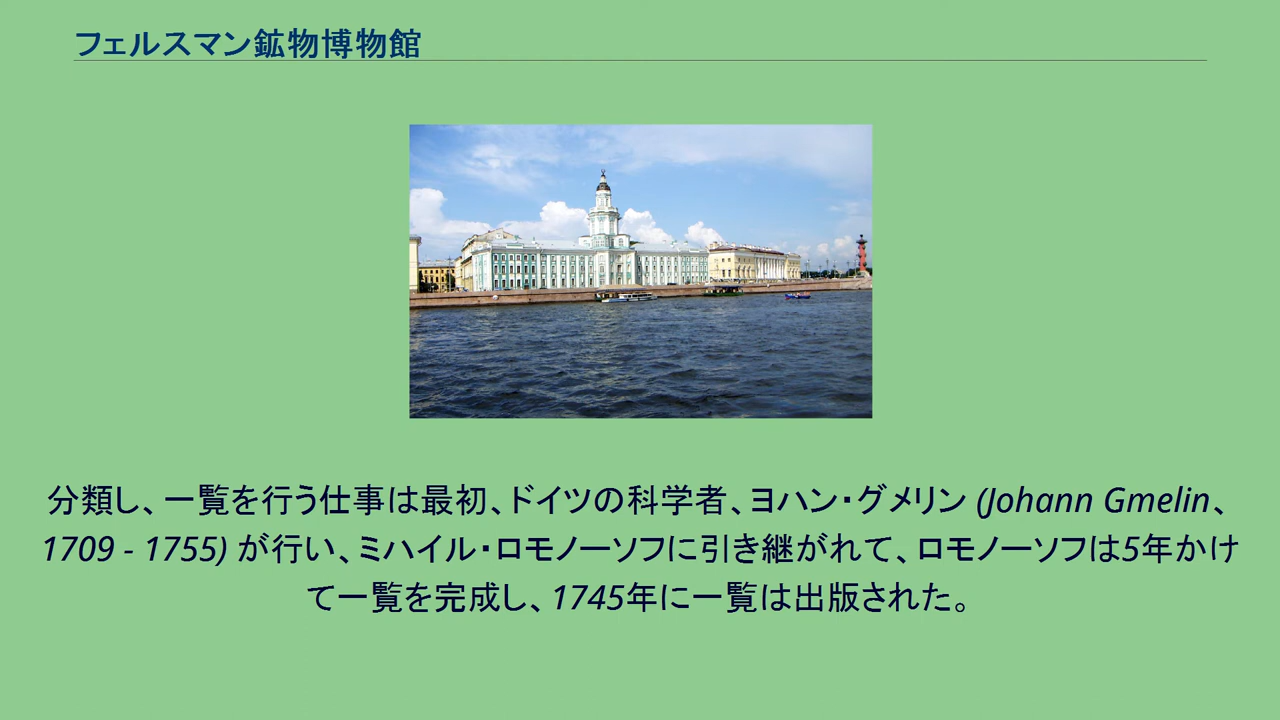 フェルスマン鉱物博物館
分類し、一覧を行う仕事は最初、ドイツの科学者、ヨハン・グメリン (Johann Gmelin、
1709 - 1755) が行い、ミハイル・ロモノーソフに引き継がれて、ロモノーソフは5年かけ
て一覧を完成し、1745年に一覧は出版された。